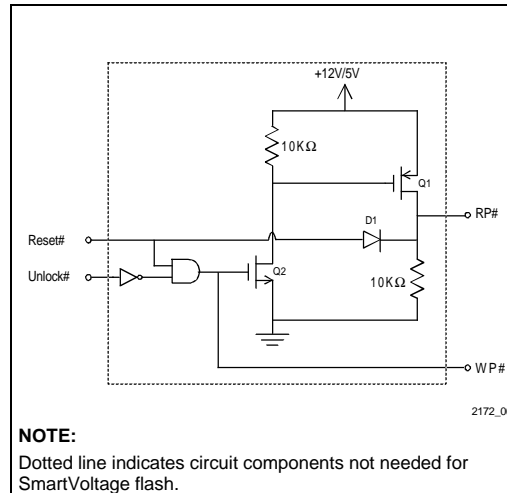 +12V/5V
10KΩ
Q1
D1
RP#
Reset#
Unlock#
Q2
10KΩ
WP#
NOTE:
Dotted line indicates circuit components not needed for
SmartVoltage flash.